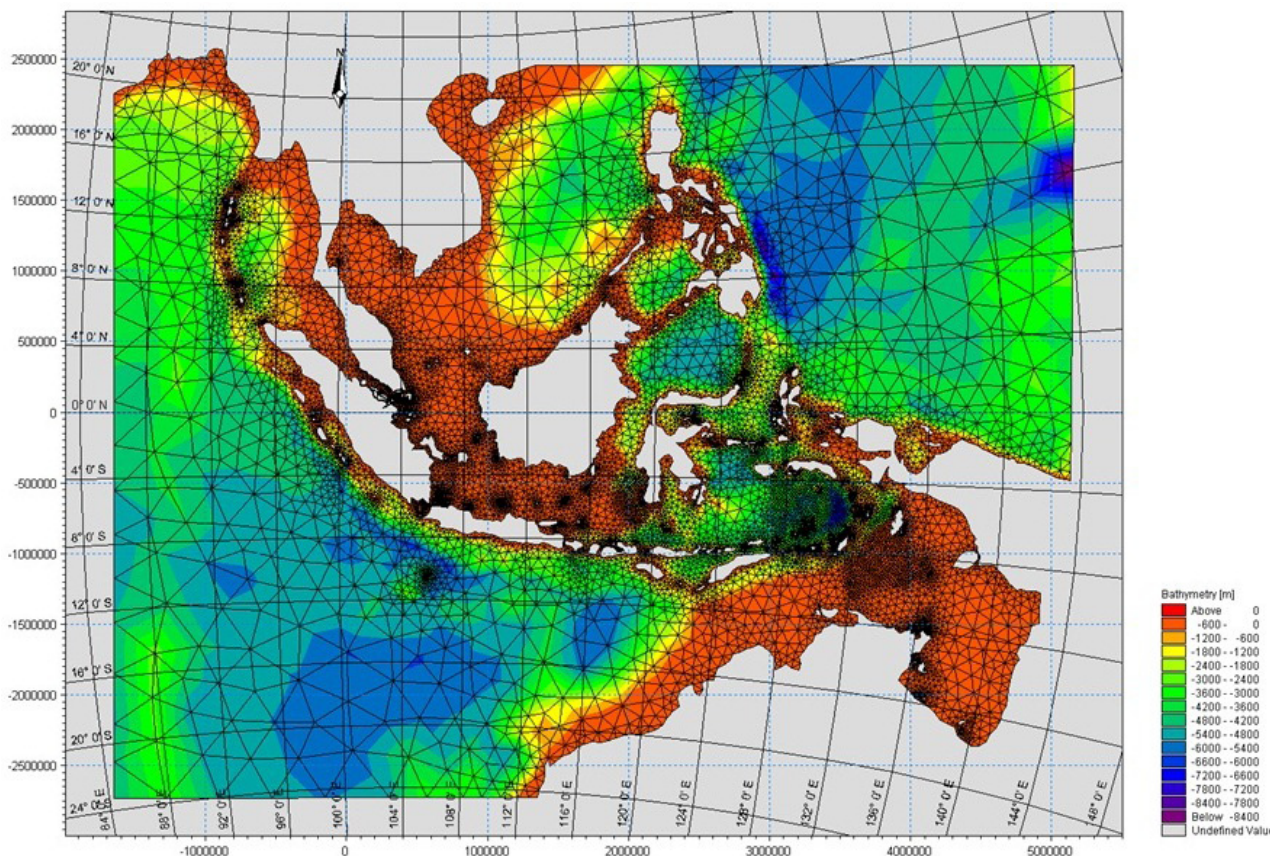 2500000
2000000
1500000
1000000
500000
0
-500000
-1000000
-1500000
-2000000
-2500000
20° 0' N
16° 0' N
12° 0' N
8° 0' N
4° 0' N
0° 0' N
4° 0' S
8° 0' S
12° 0' S
16° 0' S
20° 0' S
24° 0' S
N
84° 0' E
92° 0' E
96° 0' E
100° 0' E
104° 0' E
108° 0' E
112° 0' E
116° 0' E
120° 0' E
124° 0' E
128° 0' E
132° 0' E
136° 0' E
140° 0' E
144° 0' E
148° 0' E
-1000000
0
1000000
2000000
3000000
4000000
5000000
Bathymetry [m]
Above 0
-600 - 0
-1200 - -600
-1800 - -1200
-2400 - -1800
-3000 - -2400
-3600 - -3000
-4200 - -3600
-4800 - -4200
-5400 - -4800
-6000 - -5400
-6600 - -6000
-7200 - -6600
-7800 - -7200
-8400 - -7800
Below -8400
Undefined Value